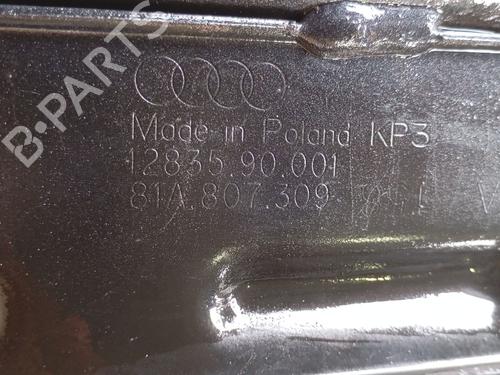 B-PARTS
Made in Poland KP3
12835.90.001
81A.807.309